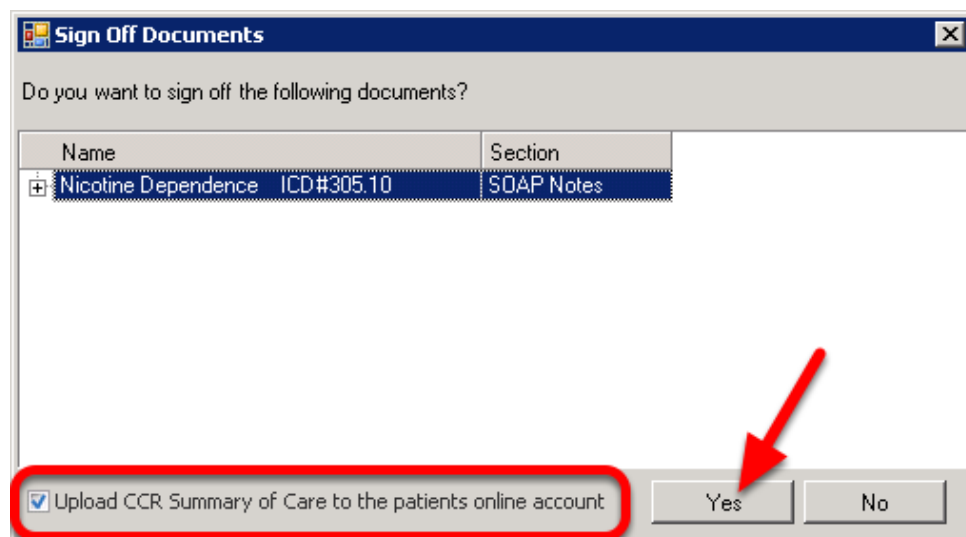 Sign Off Documents
Do you want to sign off the following documents?
Name Section
Nicotine Dependence ICD#305.10 SOAP Notes
Upload CCR Summary of Care to the patients online account Yes No